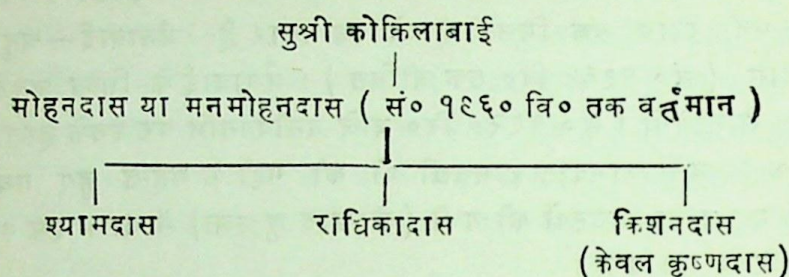 सुश्री कोकिलाबाई
मोहनदास या मनमोहनदास ( सं० १९६० वि० तक वर्तमान )
श्यामदास राधिकादास क्रिशनदास
(केवल कृष्णदास)